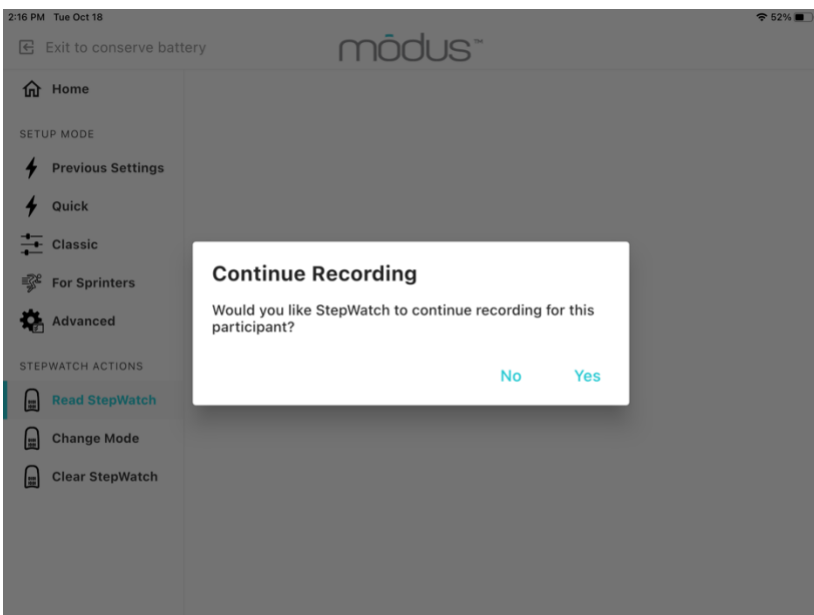 2:16 PM Tue Oct 18
52%
Exit to conserve battery
mōdus™
Home
SETUP MODE
Previous Settings
Quick
Classic
For Sprinters
Advanced
STEPWATCH ACTIONS
Read StepWatch
Change Mode
Clear StepWatch
Continue Recording
Would you like StepWatch to continue recording for this
participant?
No Yes